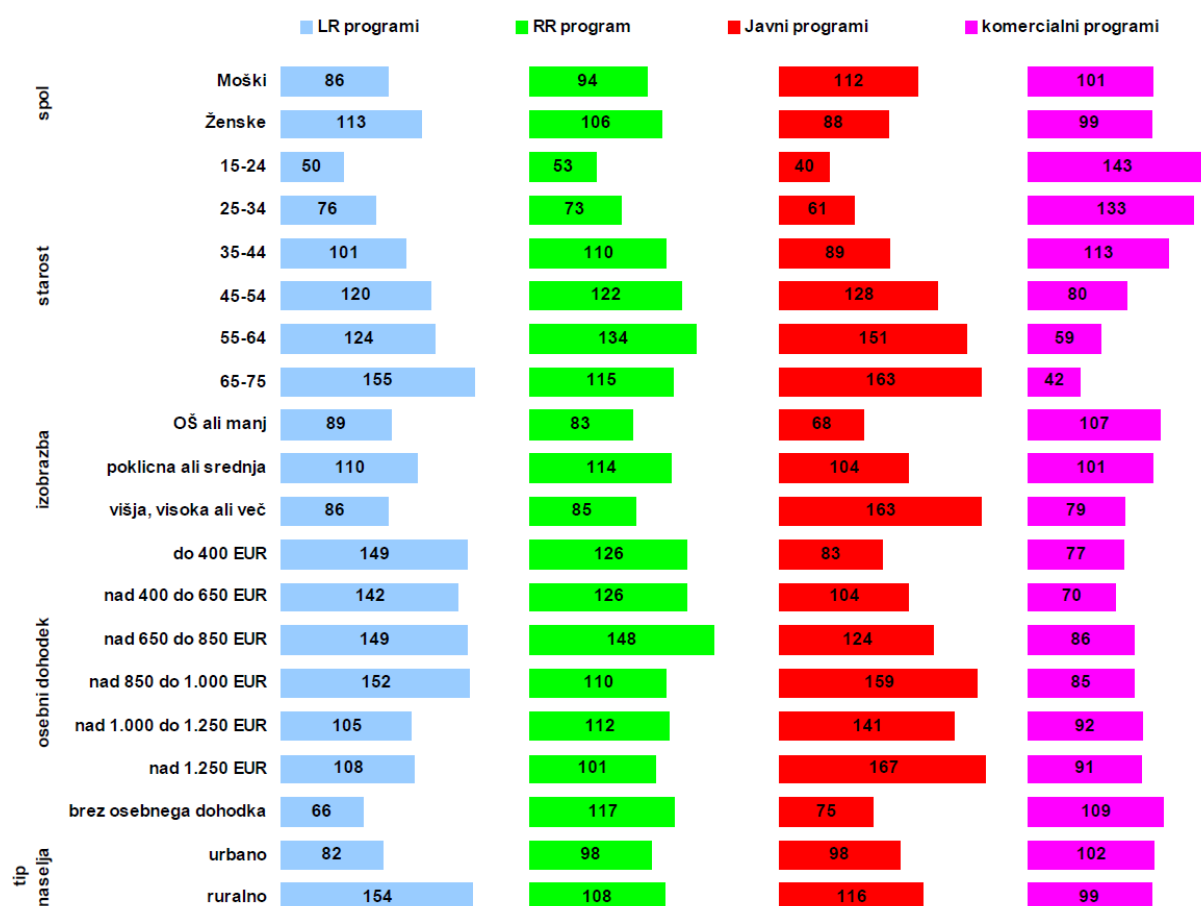 LR programi RR program Javni programi komercialni programi
spol
Moški 86 94 112 101
Ženske 113 106 88 99
starost
15-24 50 53 40 143
25-34 76 73 61 133
35-44 101 110 89 113
45-54 120 122 128 80
55-64 124 134 151 59
65-75 155 115 163 42
izobrazba
OŠ ali manj 89 83 68 107
poklicna ali srednja 110 114 104 101
višja, visoka ali več 86 85 163 79
osebni dohodek
do 400 EUR 149 126 83 77
nad 400 do 650 EUR 142 126 104 70
nad 650 do 850 EUR 149 148 124 86
nad 850 do 1.000 EUR 152 110 159 85
nad 1.000 do 1.250 EUR 105 112 141 92
nad 1.250 EUR 108 101 167 91
brez osebnega dohodka 66 117 75 109
tip
naselja
urbano 82 98 98 102
ruralno 154 108 116 99